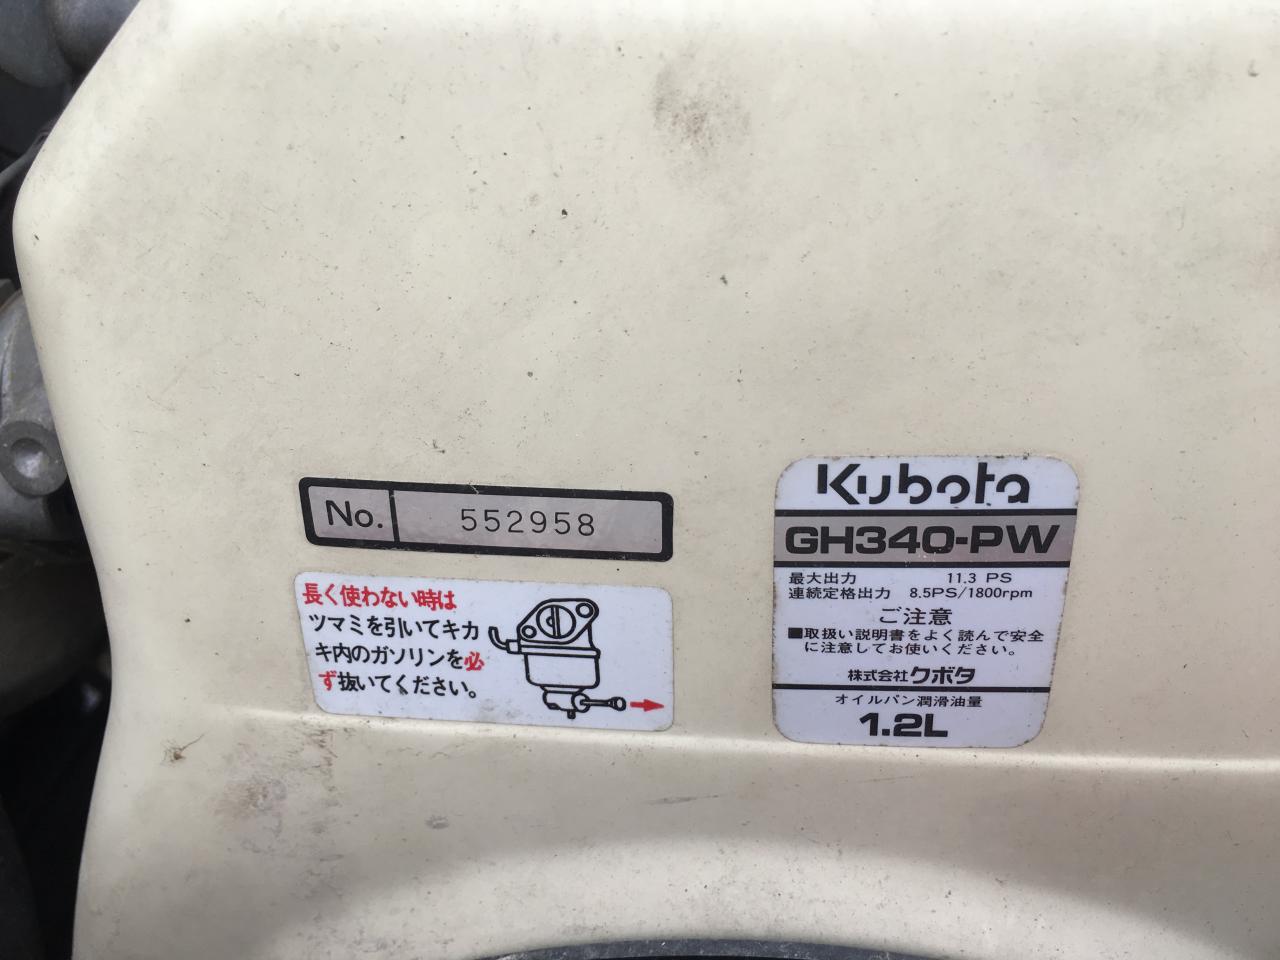 No. 552958
長く使わない時は
ツマミを引いてキカ
キ内のガソリンを必
ず抜いてください。
Kubota
GH340-PW
最大出力 11.3 PS
連続定格出力 8.5PS/1800rpm
ご注意
■取扱い説明書をよく読んで安全
に注意してお使いください。
株式会社クボタ
オイルパン潤滑油量
1.2L